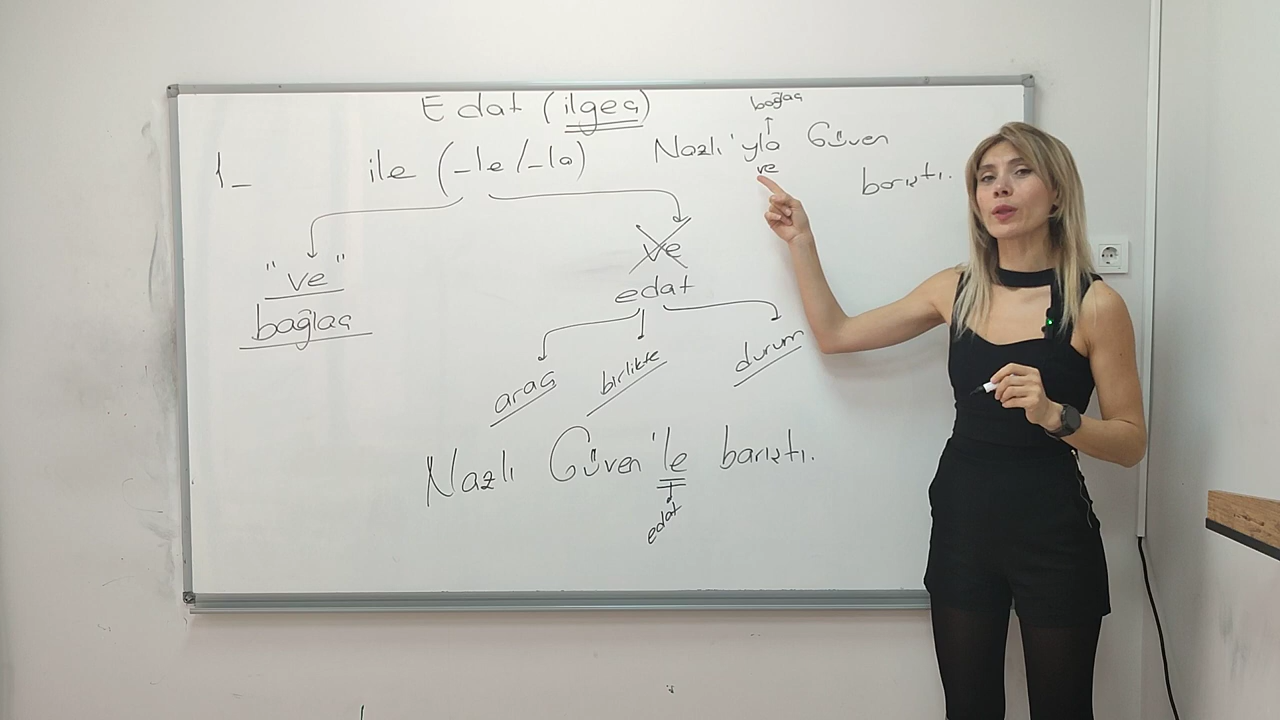 Edat (ilgeç)
1_ ile (-le/-la)
bağlaç
Nazlı'yla Güven
ve
barıştı.
"ve"
bağlaç
ve
edat
araç birlikte durum
Nazlı Güven'le barıştı.
edat